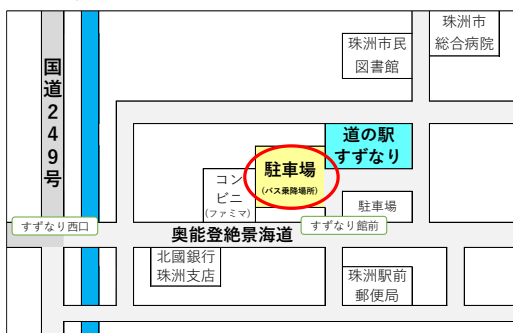 珠洲市
総合病院
珠洲市民
図書館
国道249号
道の駅
すずなり
駐車場
(バス乗降場所)
コン
ビニ
(ファミマ)
駐車場
すずなり西口
すずなり館前
奥能登絶景海道
北國銀行
珠洲支店
珠洲駅前
郵便局